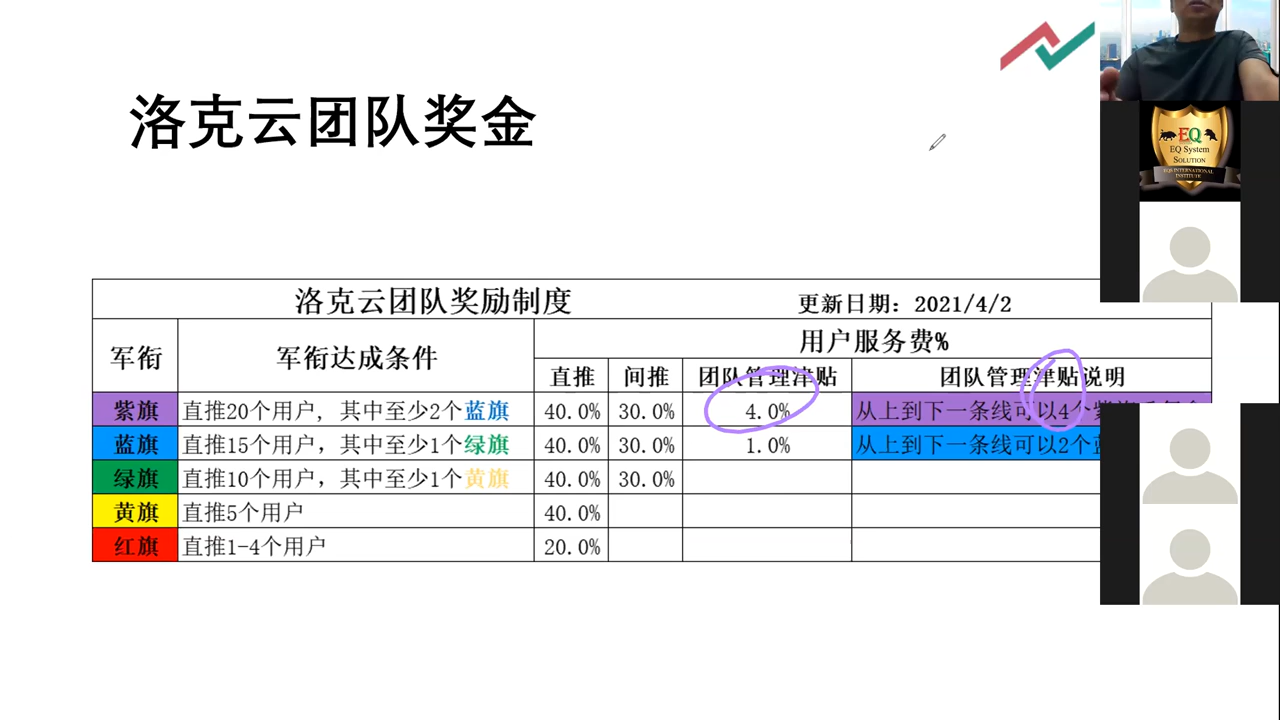 洛克云团队奖金
EQ
EQ System
Solution
EQS INTERNATIONAL
INSTITUTE
洛克云团队奖励制度 更新日期：2021/4/2
军衔 军衔达成条件 用户服务费%
直推 间推 团队管理津贴 团队管理津贴说明
紫旗 直推20个用户, 其中至少2个蓝旗 40.0% 30.0% 4.0% 从上到下一条线可以4个
蓝旗 直推15个用户，其中至少1个绿旗 40.0% 30.0% 1.0% 从上到下一条线可以2个
绿旗 直推10个用户，其中至少1个黄旗 40.0% 30.0%
黄旗 直推5个用户 40.0%
红旗 直推1-4个用户 20.0%